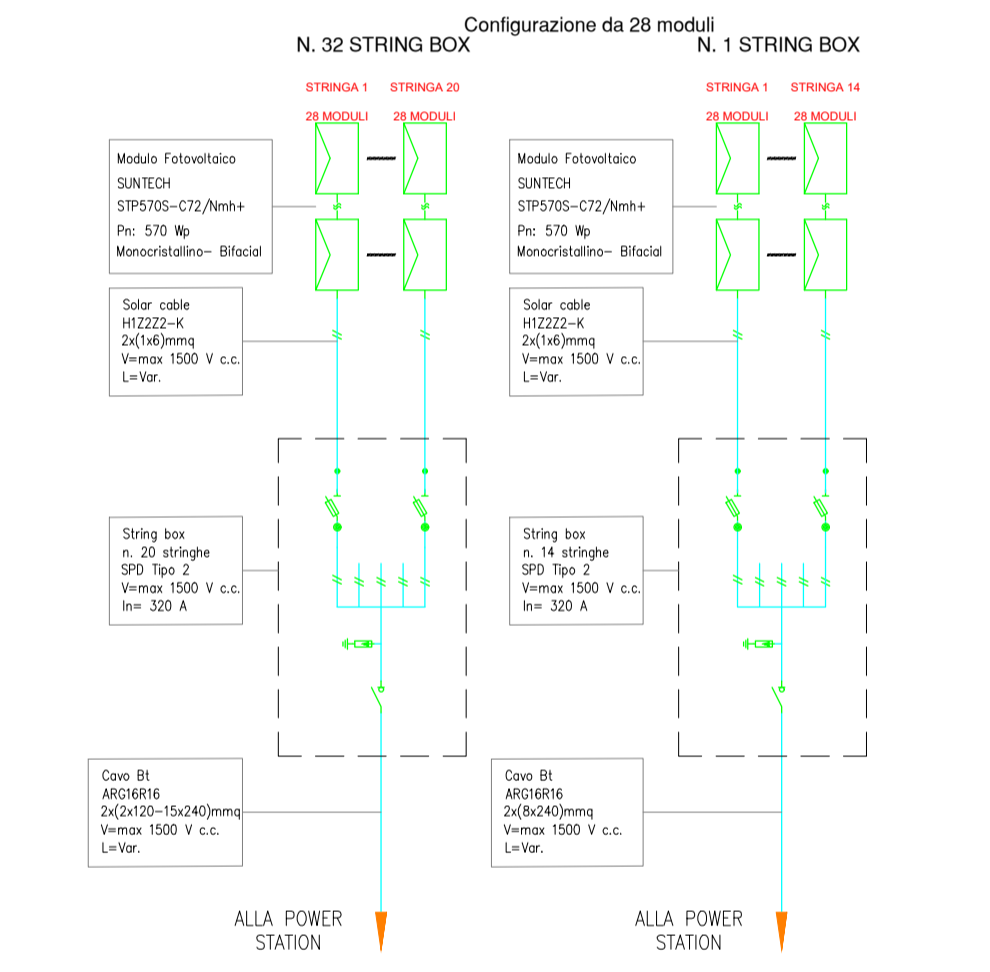 Configurazione da 28 moduli
N. 32 STRING BOX
STRINGA 1
STRINGA 20
28 MODULI
28 MODULI
Modulo Fotovoltaico
SUNTECH
STP570S-C72/Nmh+
Pn: 570 Wp
Monocristallino- Bifacial
Solar cable
H1Z2Z2-K
2x(1x6)mmq
V=max 1500 V c.c.
L=Var.
String box
n. 20 stringhe
SPD Tipo 2
V=max 1500 V c.c.
In= 320 A
Cavo Bt
ARG16R16
2x(2x120-15x240)mmq
V=max 1500 V c.c.
L=Var.
ALLA POWER
STATION
N. 1 STRING BOX
STRINGA 1
STRINGA 14
28 MODULI
28 MODULI
Modulo Fotovoltaico
SUNTECH
STP570S-C72/Nmh+
Pn: 570 Wp
Monocristallino- Bifacial
Solar cable
H1Z2Z2-K
2x(1x6)mmq
V=max 1500 V c.c.
L=Var.
String box
n. 14 stringhe
SPD Tipo 2
V=max 1500 V c.c.
In= 320 A
Cavo Bt
ARG16R16
2x(8x240)mmq
V=max 1500 V c.c.
L=Var.
ALLA POWER
STATION